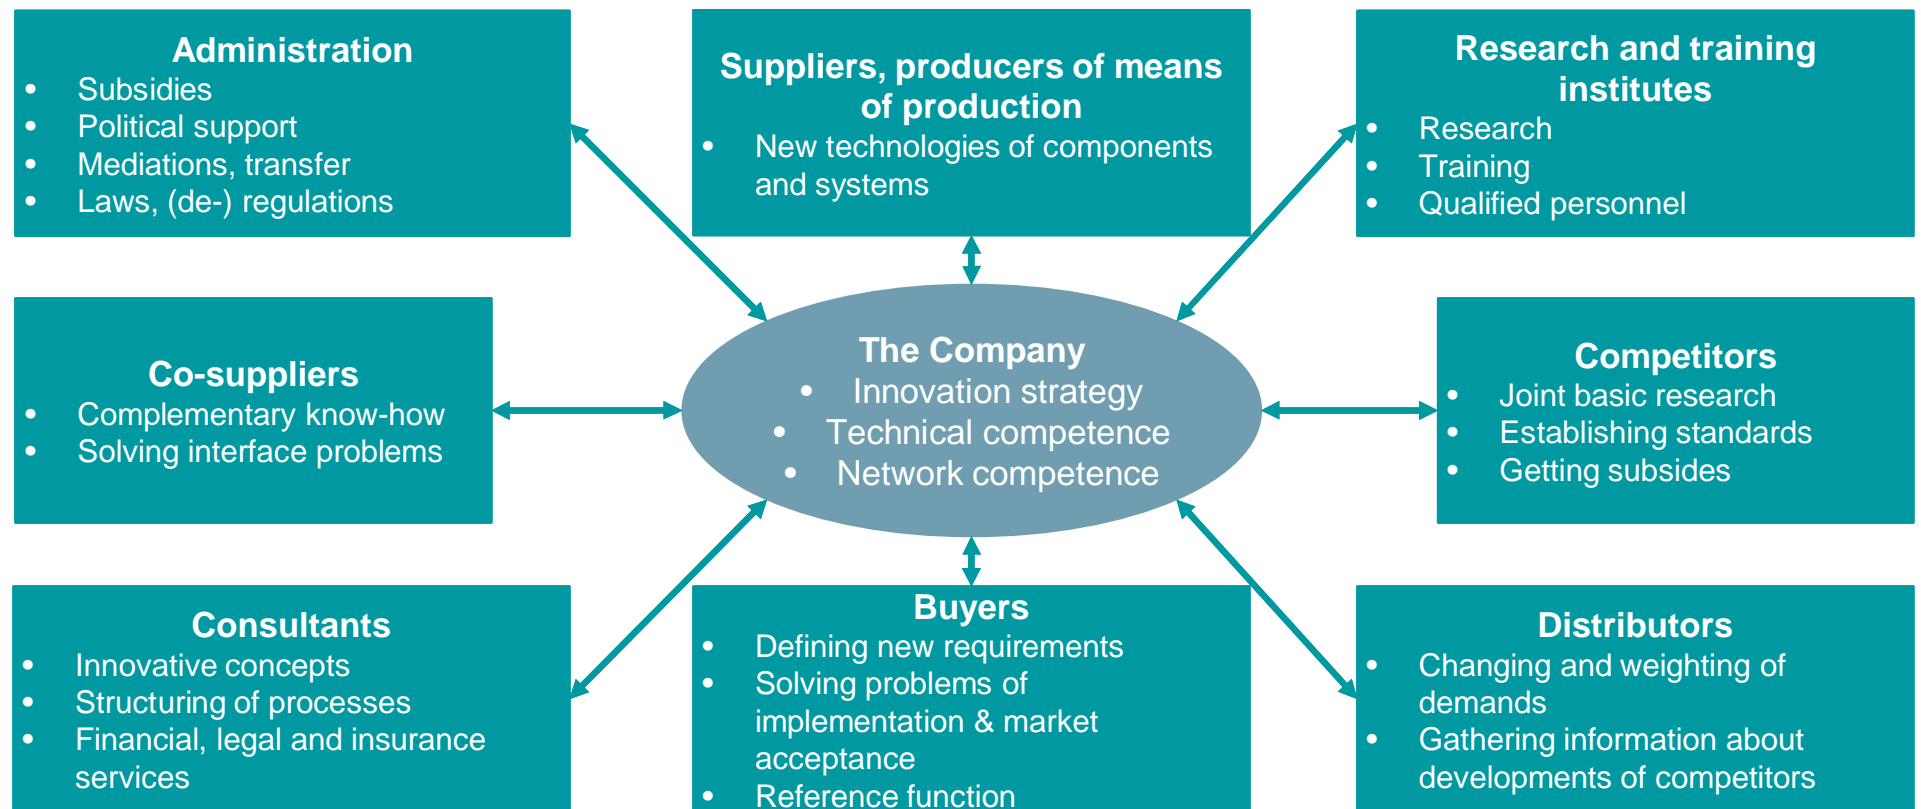 Administration
• Subsidies
• Political support
• Mediations, transfer
• Laws, (de-) regulations
Suppliers, producers of means
of production
• New technologies of components
and systems
Research and training
institutes
• Research
• Training
• Qualified personnel
Co-suppliers
• Complementary know-how
• Solving interface problems
The Company
• Innovation strategy
• Technical competence
• Network competence
Competitors
• Joint basic research
• Establishing standards
• Getting subsides
Consultants
• Innovative concepts
• Structuring of processes
• Financial, legal and insurance
services
Buyers
• Defining new requirements
• Solving problems of
implementation & market
acceptance
• Reference function
Distributors
• Changing and weighting of
demands
• Gathering information about
developments of competitors